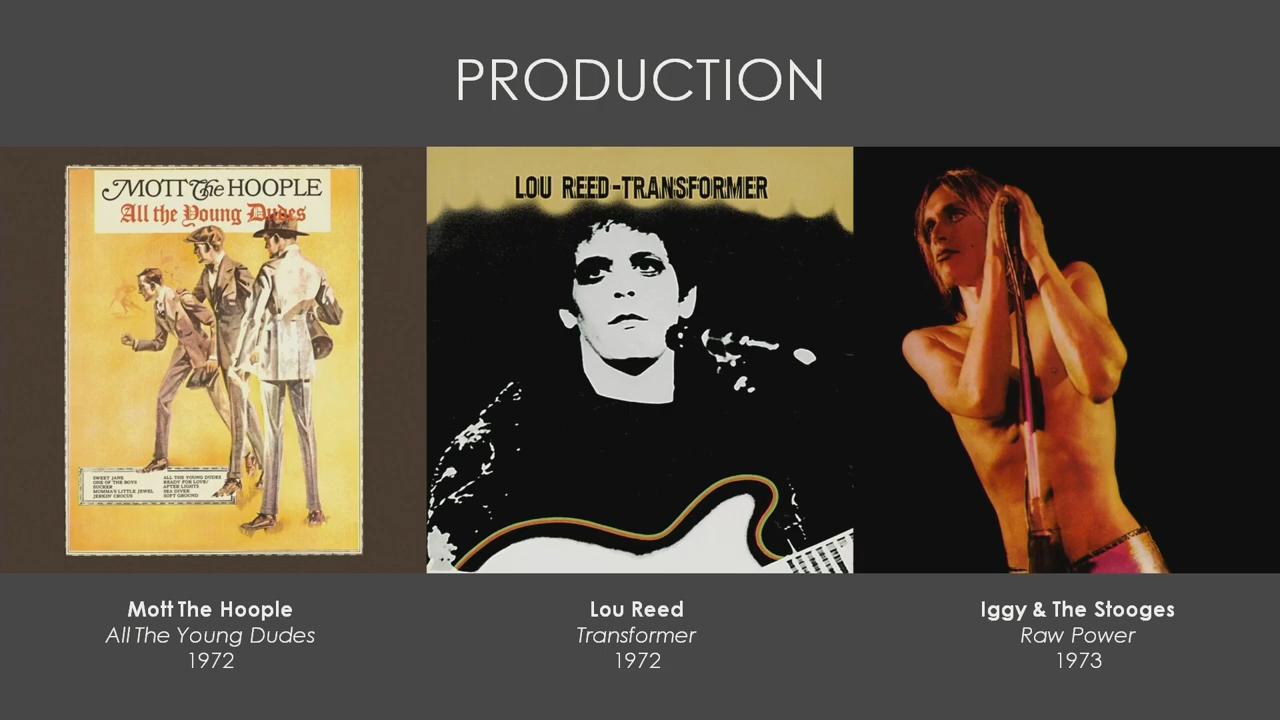 PRODUCTION
MOTT The HOOPLE
All the Young Dudes
SWEET JANE
ONE OF THE BOYS
SUCKER
MOMMA'S LITTLE JEWEL
JERKIN' CROCUS
ALL THE YOUNG DUDES
READY FOR LOVE/
AFTER LIGHTS
SEA DIVER
SOFT GROUND
LOU REED-TRANSFORMER
Mott The Hoople
All The Young Dudes
1972
Lou Reed
Transformer
1972
Iggy & The Stooges
Raw Power
1973